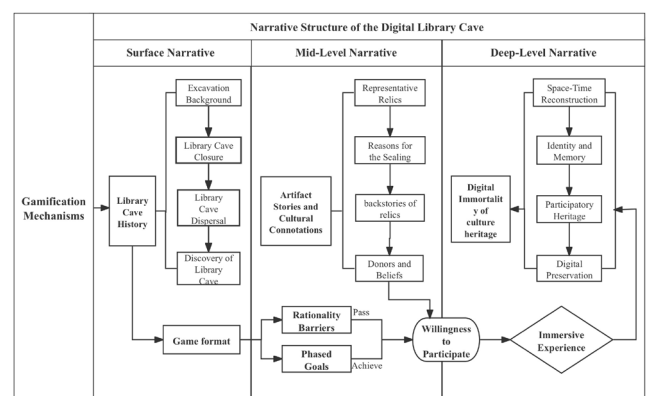 Narrative Structure of the Digital Library Cave
Surface Narrative
Mid-Level Narrative
Deep-Level Narrative
Gamification
Mechanisms
Library
Cave
History
Excavation
Background
Library Cave
Closure
Library Cave
Dispersal
Discovery of
Library
Cave
Game format
Artifact
Stories and
Cultural
Connotations
Representative
Relics
Reasons for
the Sealing
backstories of
relics
Donors and
Beliefs
Rationality
Barriers
Pass
Phased
Goals
Achieve
Willingness
to
Participate
Digital
Immortalit
y of
culture
heritage
Space-Time
Reconstruction
Identity and
Memory
Participatory
Heritage
Digital
Preservation
Immersive
Experience